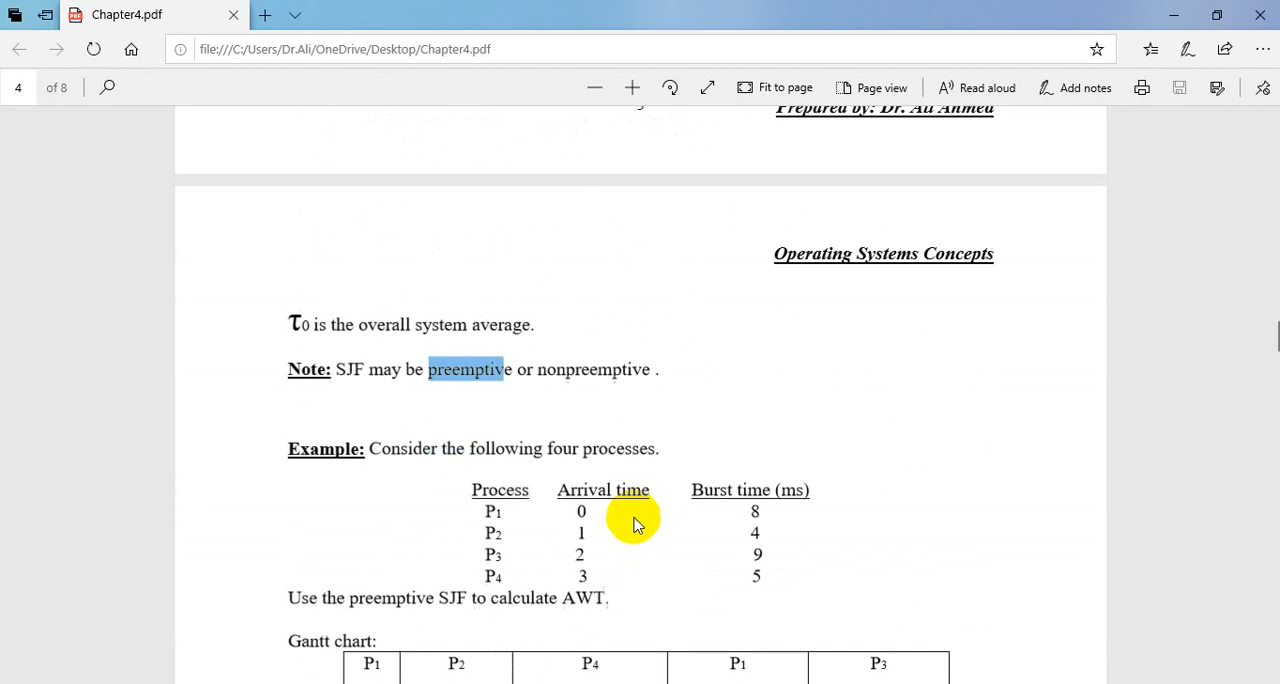 Chapter4.pdf
file:///C:/Users/Dr.Ali/OneDrive/Desktop/Chapter4.pdf
4 of 8 Fit to page Page view Read aloud Add notes
Prepared by: Dr. Ali Ahmed
Operating Systems Concepts
τ0 is the overall system average.
Note: SJF may be preemptive or nonpreemptive .
Example: Consider the following four processes.
Process Arrival time Burst time (ms)
P1 0 8
P2 1 4
P3 2 9
P4 3 5
Use the preemptive SJF to calculate AWT.
Gantt chart:
P1 P2 P4 P1 P3